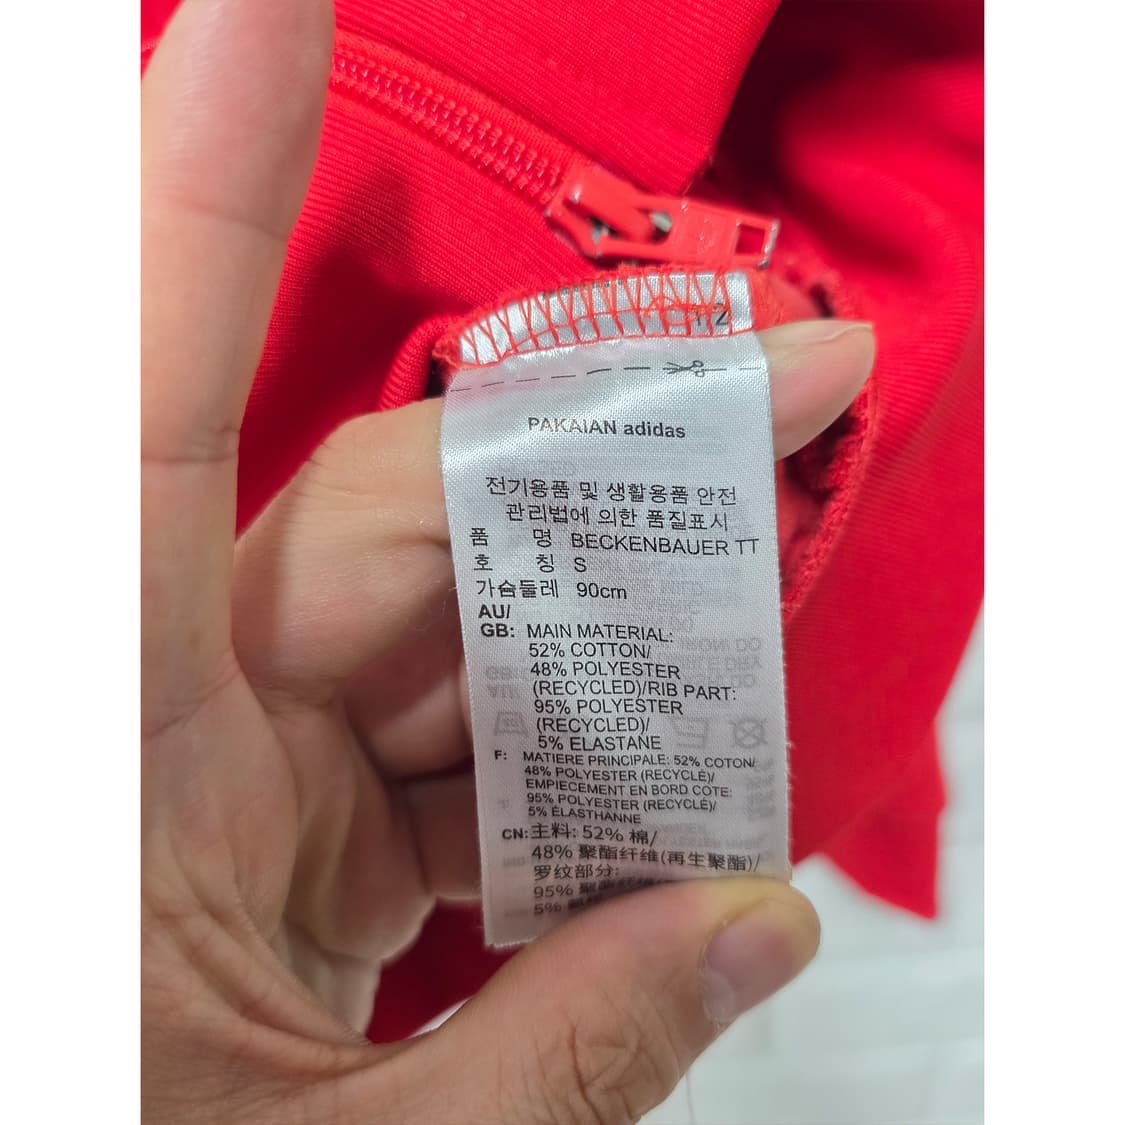 PAKAIAN adidas
전기용품 및 생활용품 안전
관리법에 의한 품질표시
품 명 BECKENBAUER TT
호 칭 S
가슴둘레 90cm
AU/
GB: MAIN MATERIAL:
52% COTTON/
48% POLYESTER
(RECYCLED)/RIB PART:
95% POLYESTER
(RECYCLED)/
5% ELASTANE
F: MATIERE PRINCIPALE: 52% COTON/
48% POLYESTER (RECYCLÉ)/
EMPIECEMENT EN BORD COTE:
95% POLYESTER (RECYCLÉ)/
5% ÉLASTHANNE
CN: 主料: 52% 棉/
48% 聚酯纤维(再生聚酯)/
罗纹部分:
95%
5%